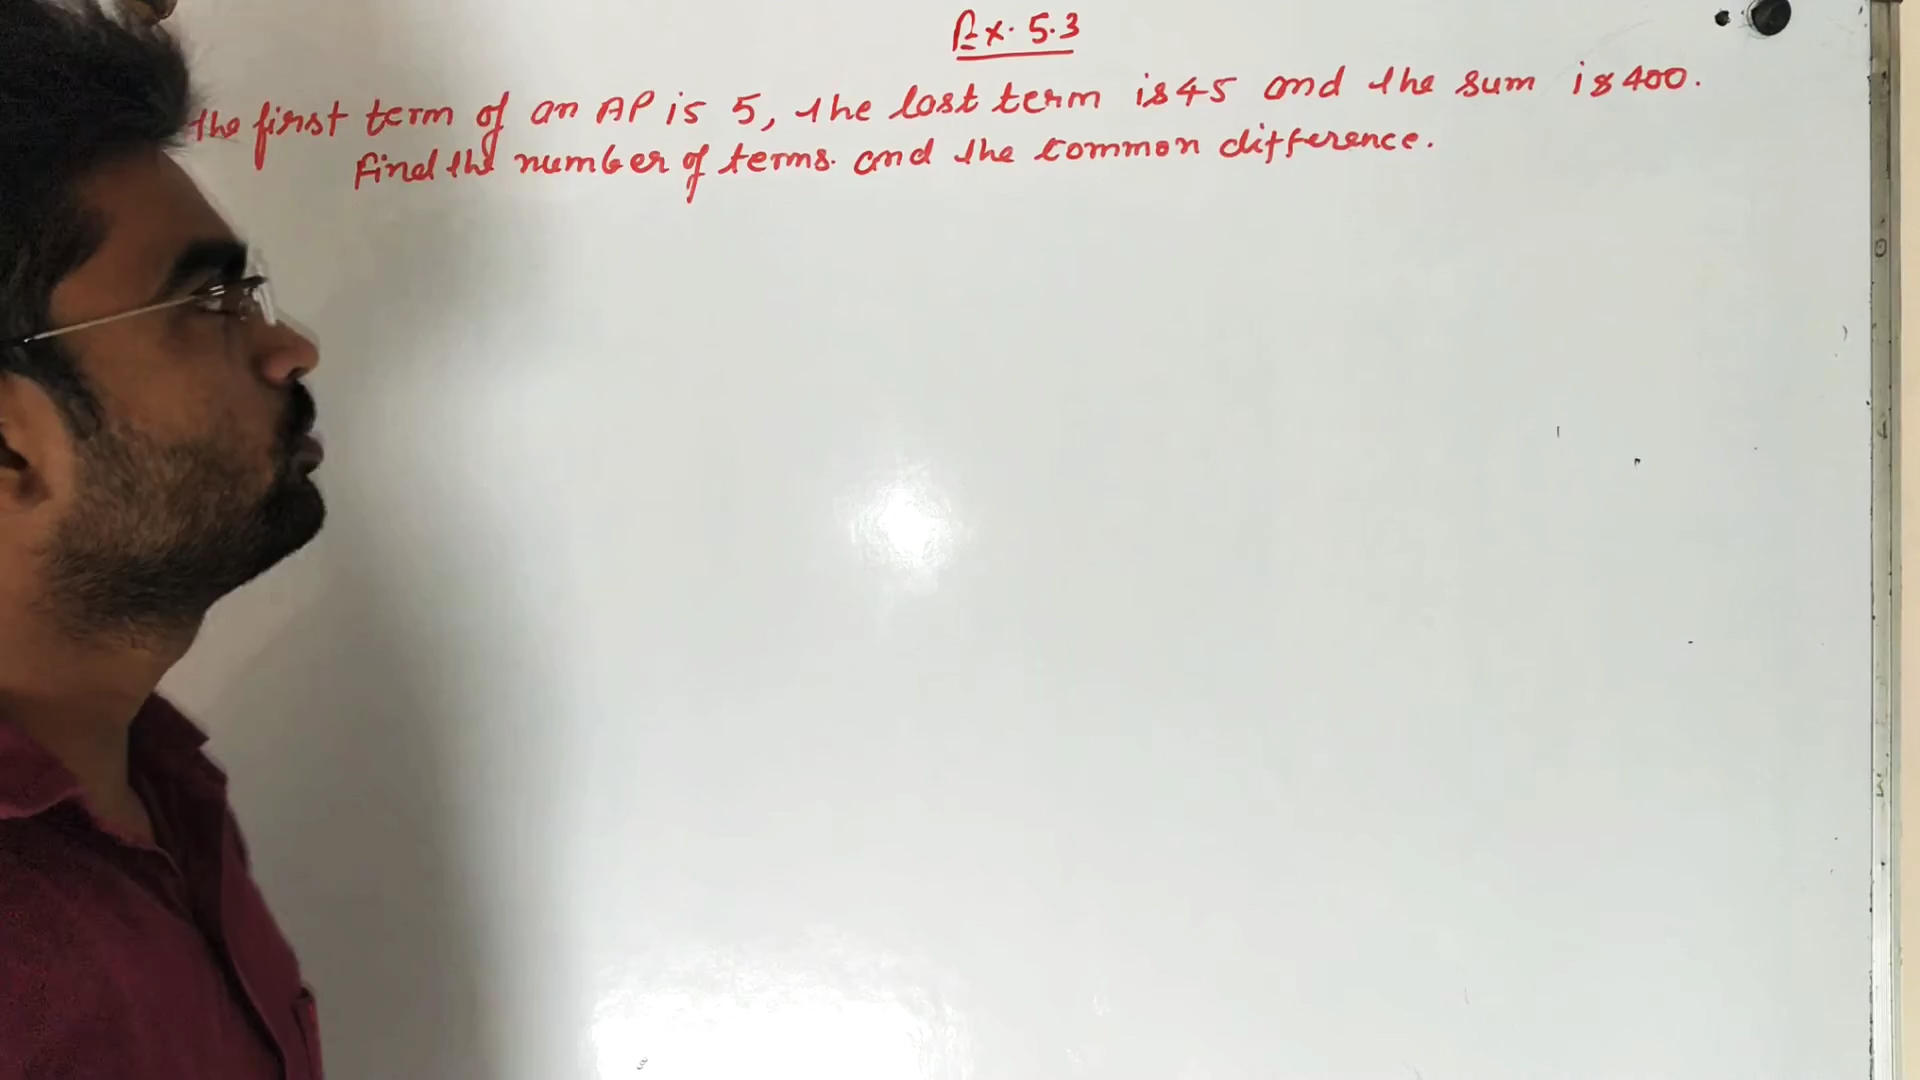 Ex. 5.3
the first term of an AP is 5, the last term is 45 and the sum is 400.
Find the number of terms. and the common difference.